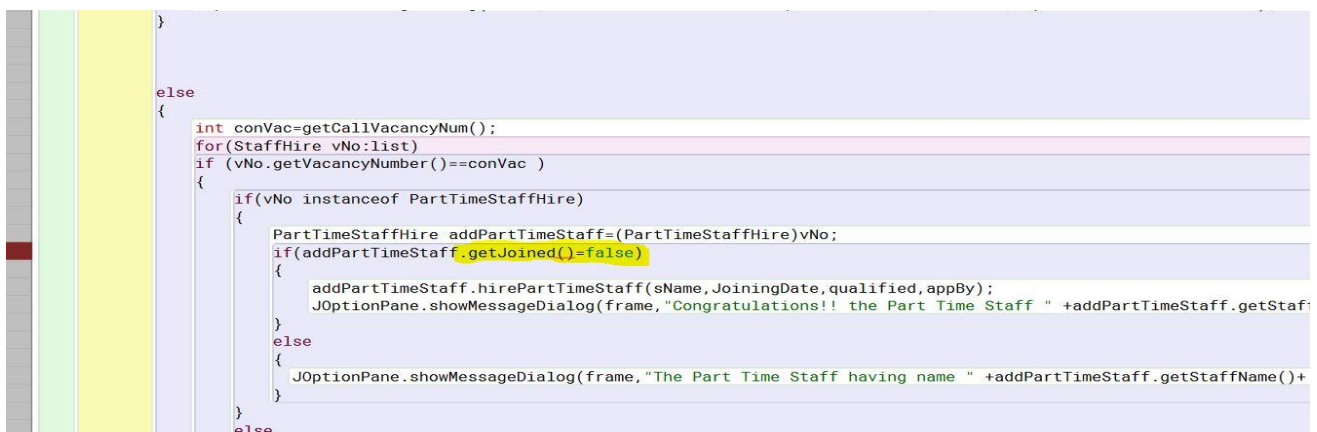 }
else
{
int conVac=getCallVacancyNum();
for(StaffHire vNo:list)
if (vNo.getVacancyNumber()==conVac )
{
if(vNo instanceof PartTimeStaffHire)
{
PartTimeStaffHire addPartTimeStaff=(PartTimeStaffHire)vNo;
if(addPartTimeStaff.getJoined()=false)
{
addPartTimeStaff.hirePartTimeStaff(sName,JoiningDate,qualified,appBy);
JOptionPane.showMessageDialog(frame,"Congratulations!! the Part Time Staff " +addPartTimeStaff.getStaf
}
else
{
JOptionPane.showMessageDialog(frame,"The Part Time Staff having name " +addPartTimeStaff.getStaffName()+
}
}
else